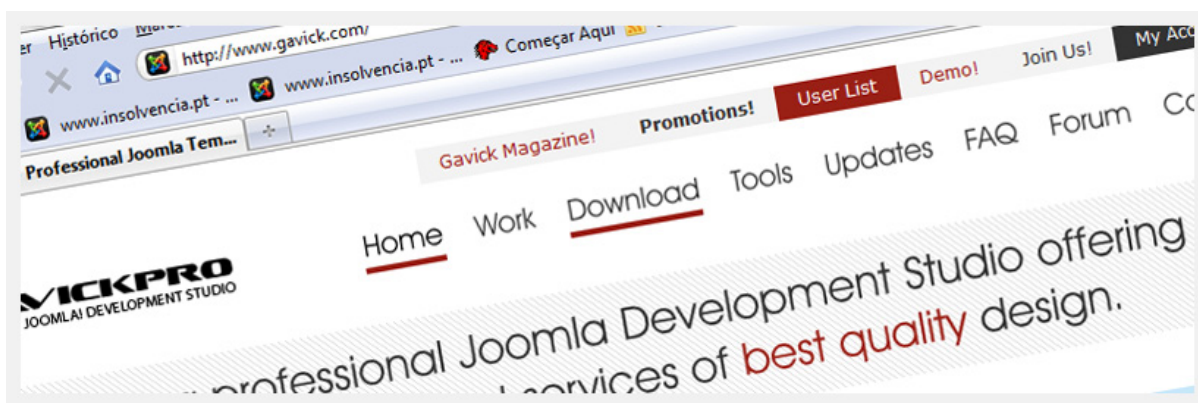 Histórico
http://www.gavick.com/
www.insolvencia.pt - ... www.insolvencia.pt - ... Começar Aqui
Professional Joomla Tem...
Gavick Magazine! Promotions! User List Demo! Join Us! My
Home Work Download Tools Updates FAQ Forum
VICKPRO
JOOMLA! DEVELOPMENT STUDIO
professional Joomla Development Studio offering
services of best quality design.